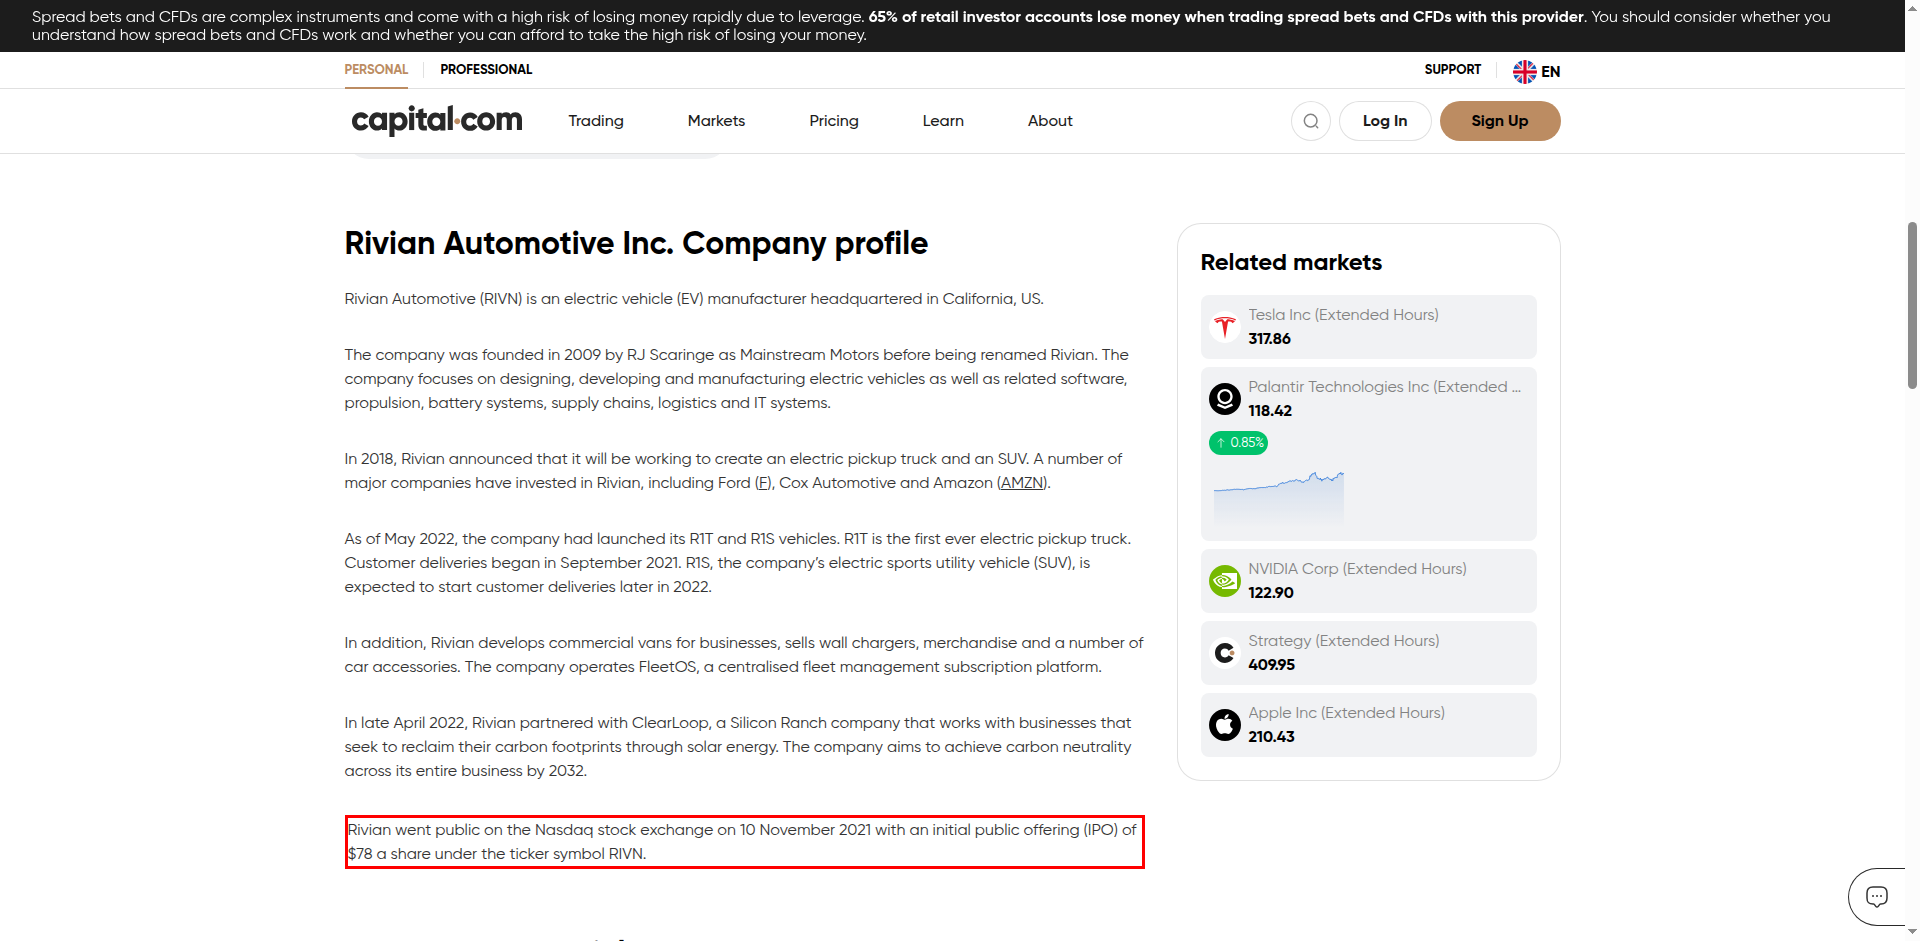 Spread bets and CFDs are complex instruments and come with a high risk of losing money rapidly due to leverage. 65% of retail investor accounts lose money when trading spread bets and CFDs with this provider. You should consider whether you
understand how spread bets and CFDs work and whether you can afford to take the high risk of losing your money.
PERSONAL PROFESSIONAL SUPPORT EN
capital.com Trading Markets Pricing Learn About Log In Sign Up
Rivian Automotive Inc. Company profile
Rivian Automotive (RIVN) is an electric vehicle (EV) manufacturer headquartered in California, US.
The company was founded in 2009 by RJ Scaringe as Mainstream Motors before being renamed Rivian. The
company focuses on designing, developing and manufacturing electric vehicles as well as related software,
propulsion, battery systems, supply chains, logistics and IT systems.
In 2018, Rivian announced that it will be working to create an electric pickup truck and an SUV. A number of
major companies have invested in Rivian, including Ford (F), Cox Automotive and Amazon (AMZN).
As of May 2022, the company had launched its R1T and R1S vehicles. R1T is the first ever electric pickup truck.
Customer deliveries began in September 2021. R1S, the company’s electric sports utility vehicle (SUV), is
expected to start customer deliveries later in 2022.
In addition, Rivian develops commercial vans for businesses, sells wall chargers, merchandise and a number of
car accessories. The company operates FleetOS, a centralised fleet management subscription platform.
In late April 2022, Rivian partnered with ClearLoop, a Silicon Ranch company that works with businesses that
seek to reclaim their carbon footprints through solar energy. The company aims to achieve carbon neutrality
across its entire business by 2032.
Rivian went public on the Nasdaq stock exchange on 10 November 2021 with an initial public offering (IPO) of
$78 a share under the ticker symbol RIVN.
Related markets
Tesla Inc (Extended Hours)
317.86
Palantir Technologies Inc (Extended ...
118.42
↑ 0.85%
NVIDIA Corp (Extended Hours)
122.90
Strategy (Extended Hours)
409.95
Apple Inc (Extended Hours)
210.43